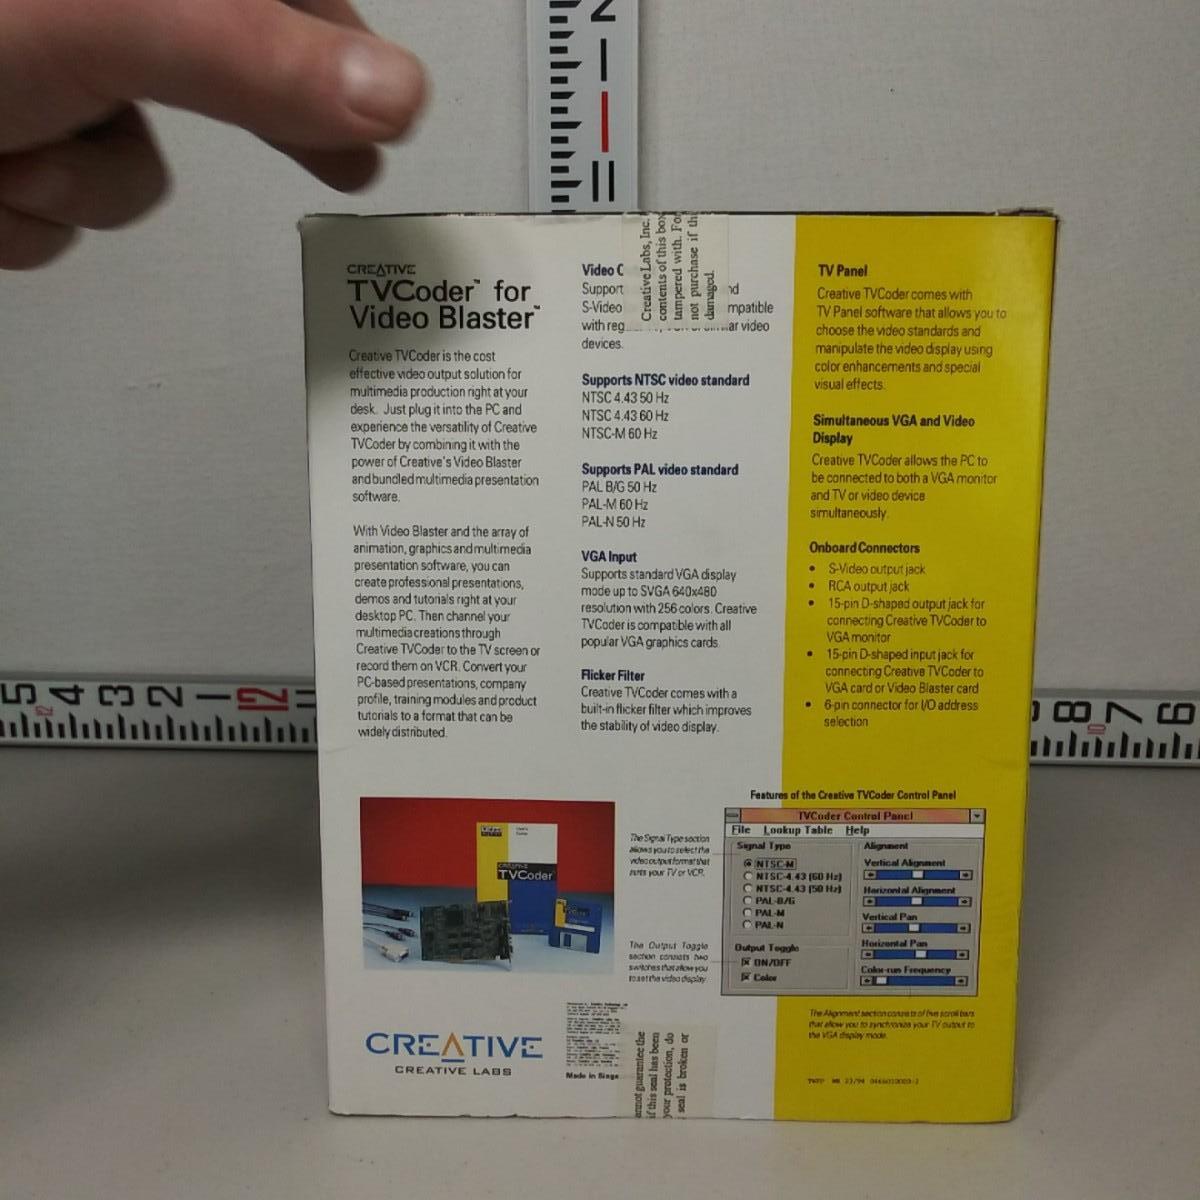 CREATIVE
TVCoder™ for
Video Blaster™
Creative TVCoder is the cost
effective video output solution for
multimedia production right at your
desk. Just plug it into the PC and
experience the versatility of Creative
TVCoder by combining it with the
power of Creative's Video Blaster
and bundled multimedia presentation
software.
With Video Blaster and the array of
animation, graphics and multimedia
presentation software, you can
create professional presentations,
demos and tutorials right at your
desktop PC. Then channel your
multimedia creations through
Creative TVCoder to the TV screen or
record them on VCR. Convert your
PC-based presentations, company
profile, training modules and product
tutorials to a format that can be
widely distributed.
Video
Support
S-Video
with
devices.
video
Creative Labs, Inc.
contents of this box
tampered with. For
not purchase if
damaged.
Supports NTSC video standard
NTSC 4.43 50 Hz
NTSC 4.43 60 Hz
NTSC-M 60 Hz
Supports PAL video standard
PAL B/G 50 Hz
PAL-M 60 Hz
PAL-N 50 Hz
VGA Input
Supports standard VGA display
mode up to SVGA 640x480
resolution with 256 colors. Creative
TVCoder is compatible with all
popular VGA graphics cards.
Flicker Filter
Creative TVCoder comes with a
built-in flicker filter which improves
the stability of video display.
TV Panel
Creative TVCoder comes with
TV Panel software that allows you to
choose the video standards and
manipulate the video display using
color enhancements and special
visual effects.
Simultaneous VGA and Video
Display
Creative TVCoder allows the PC to
be connected to both a VGA monitor
and TV or video device
simultaneously.
Onboard Connectors
• S-Video output jack
• RCA output jack
• 15-pin D-shaped output jack for
connecting Creative TVCoder to
VGA monitor
• 15-pin D-shaped input jack for
connecting Creative TVCoder to
VGA card or Video Blaster card
• 6-pin connector for I/O address
selection
Features of the Creative TVCoder Control Panel
The Signal Type section
allows you to select the
video output format that
suits your TV or VCR.
The Output Toggle
section consists two
switches that allow you
to set the video display.
TVCoder Control Panel
File Lookup Table Help
Signal Type
NTSC-M
NTSC-4.43 (60 Hz)
NTSC-4.43 (50 Hz)
PAL-B/G
PAL-M
PAL-N
Output Toggle
ON/OFF
Color
Alignment
Vertical Alignment
Horizontal Alignment
Vertical Pan
Horizontal Pan
Color-run Frequency
The Alignment section consists of five scroll bars
that allow you to synchronize your TV output to
the VGA display mode.
CREATIVE
TVCoder
CREATIVE
CREATIVE LABS
Made in
guarantee the
if this seal has been
your protection, do
seal is broken or
5 4 3 2 1 12 11
8 7 6